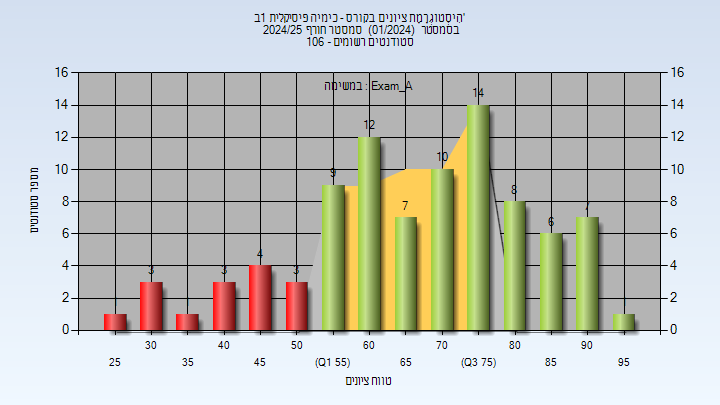 היסטוגרמת ציונים בקורס - כימיה פיסיקלית 1ב'
בסמסטר (01/2024) סמסטר חורף 2024/25
סטודנטים רשומים - 106
במשימה : Exam_A
מספר סטודנטים
16 16
14 14
12 12
10 10
8 8
6 6
4 4
2 2
0 0
3 3 4 3 9 12 7 10 14 8 6 7
30 40 50 60 70 80 90
25 35 45 (Q1 55) 65 (Q3 75) 85 95
טווח ציונים